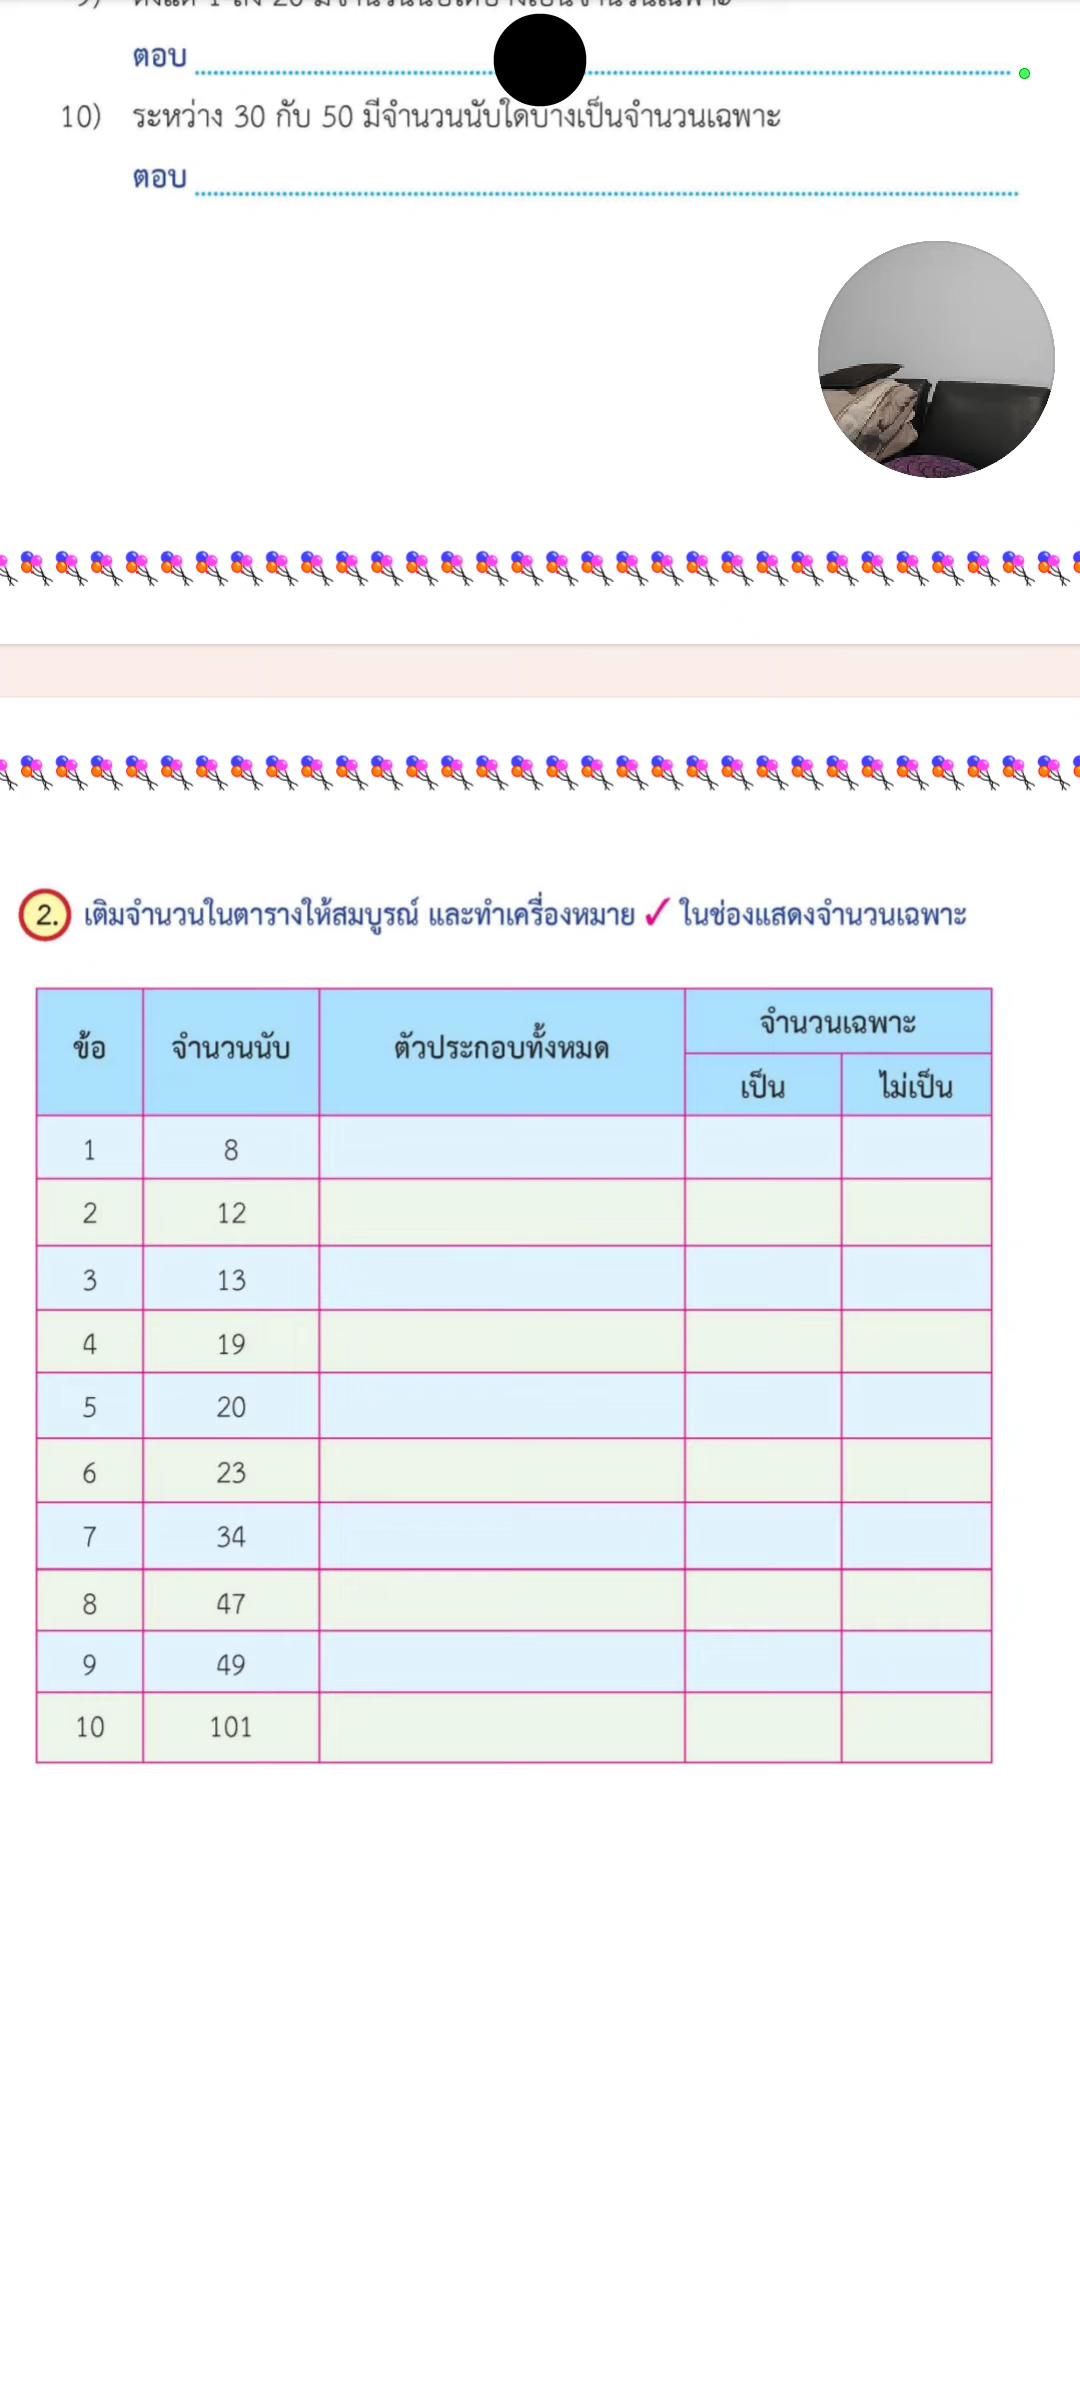 ตอบ
10) ระหว่าง 30 กับ 50 มีจำนวนนับใดบ้างเป็นจำนวนเฉพาะ
ตอบ
2. เติมจำนวนในตารางให้สมบูรณ์ และทำเครื่องหมาย ✓ ในช่องแสดงจำนวนเฉพาะ
ข้อ จำนวนนับ ตัวประกอบทั้งหมด จำนวนเฉพาะ
เป็น ไม่เป็น
1 8
2 12
3 13
4 19
5 20
6 23
7 34
8 47
9 49
10 101